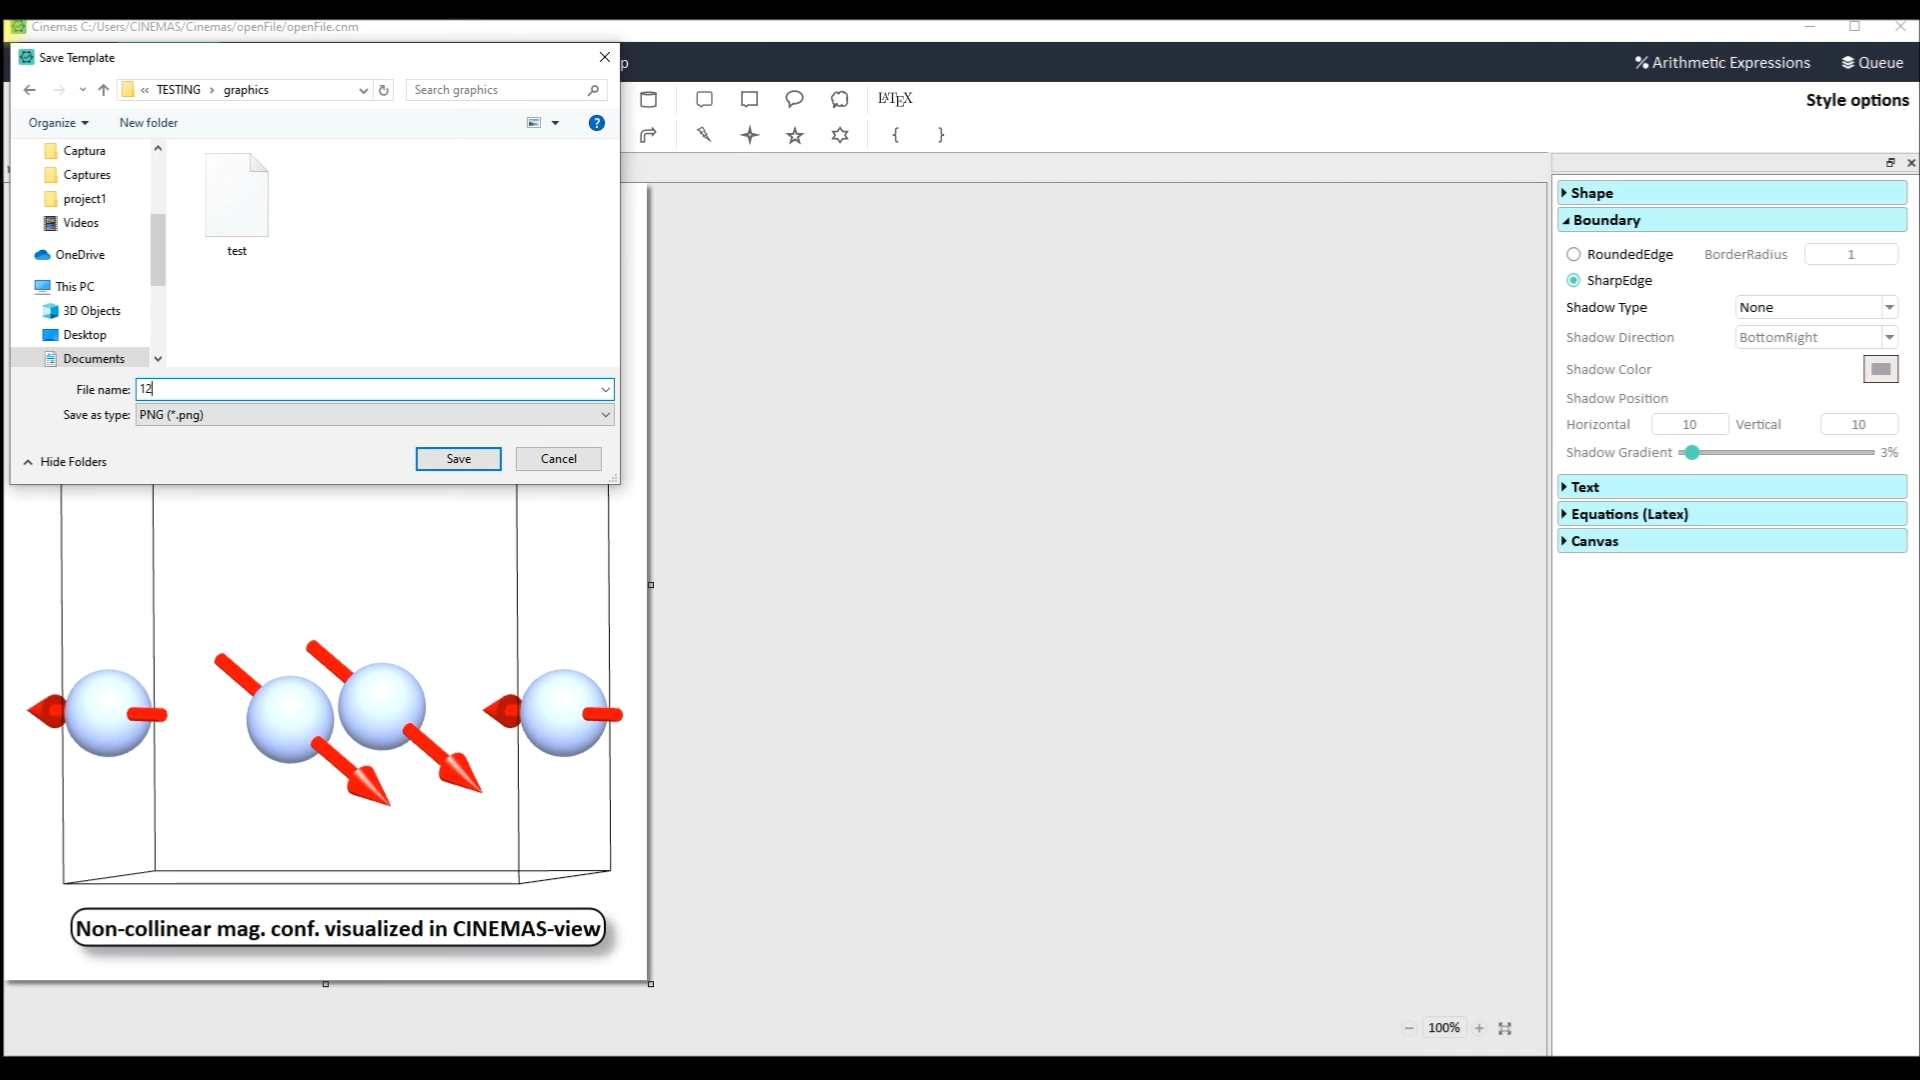 Cinemas C:/Users/CINEMAS/Cinemas/openFile/openFile.cnm
Save Template
p
Arithmetic Expressions
Queue
« TESTING › graphics
Search graphics
LATEX
Style options
Organize
New folder
{ }
Captura
Captures
project1
Videos
OneDrive
This PC
3D Objects
Desktop
Documents
test
File name: 12
Save as type: PNG (*.png)
Hide Folders
Save
Cancel
Shape
Boundary
RoundedEdge BorderRadius 1
SharpEdge
Shadow Type None
Shadow Direction BottomRight
Shadow Color
Shadow Position
Horizontal 10 Vertical 10
Shadow Gradient 3%
Text
Equations (Latex)
Canvas
Non-collinear mag. conf. visualized in CINEMAS-view
100%